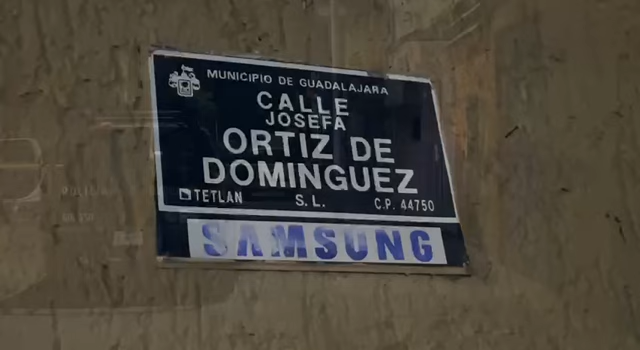 MUNICIPIO DE GUADALAJARA
CALLE
JOSEFA
ORTIZ DE
DOMINGUEZ
TETLAN S.L. C.P. 44750
SAMSUNG